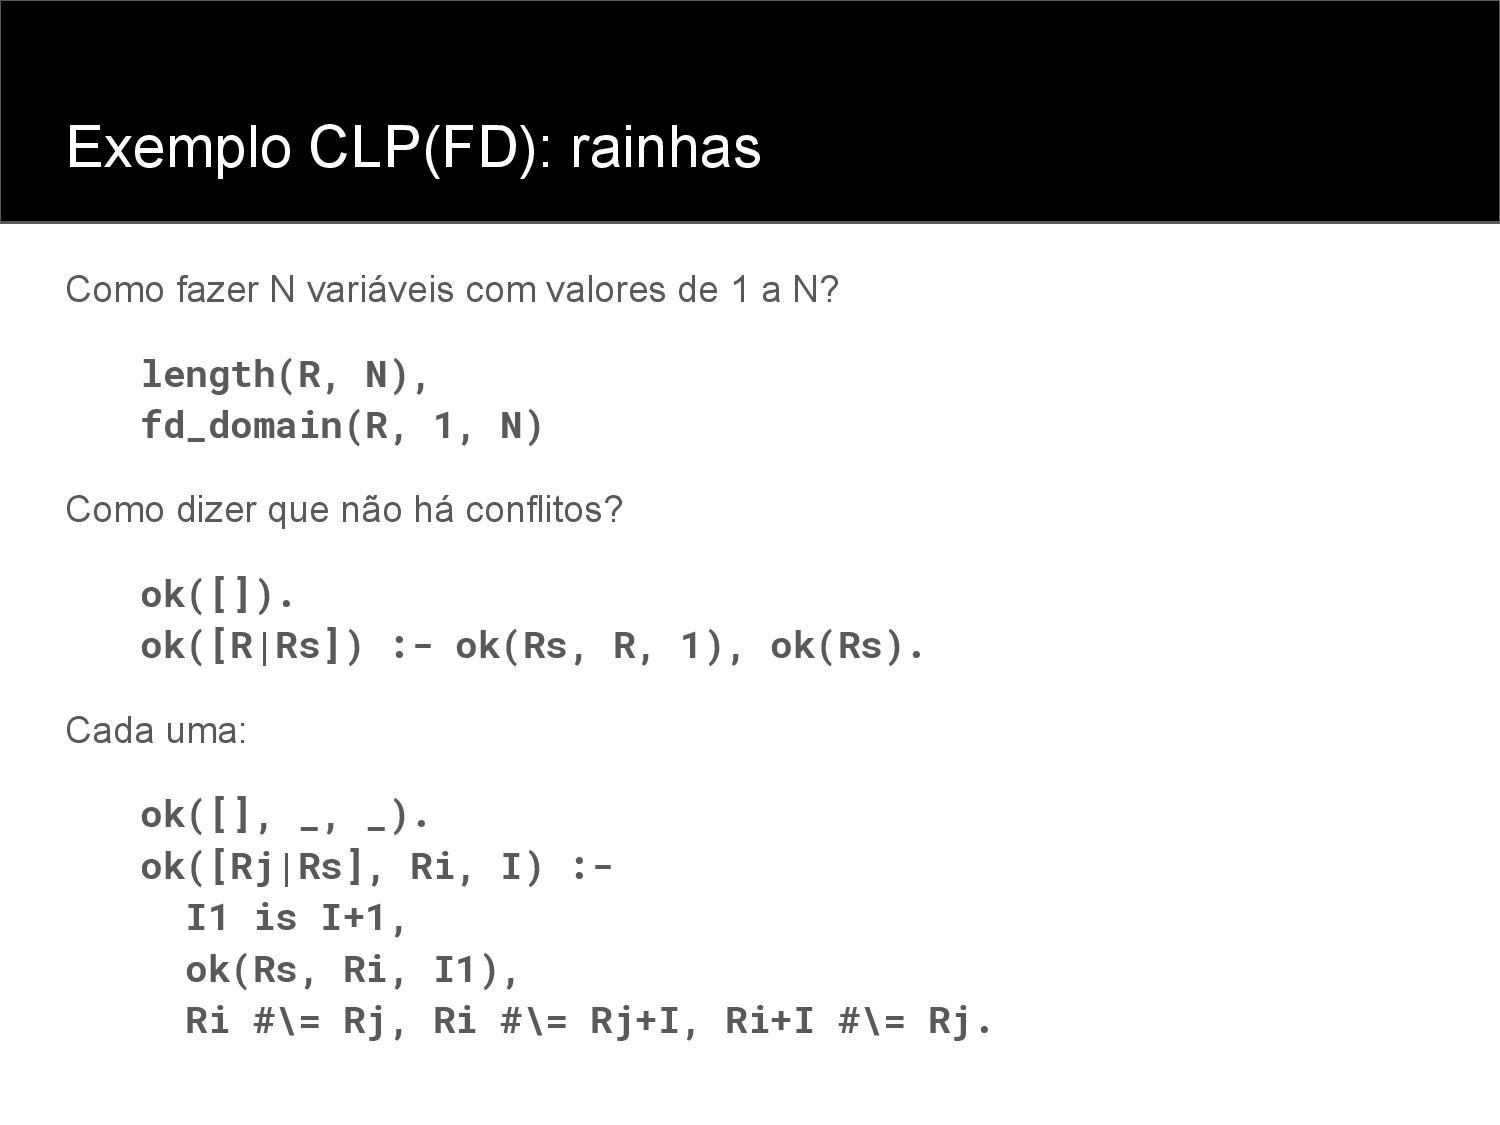 Exemplo CLP(FD): rainhas
Como fazer N variáveis com valores de 1 a N?
length(R, N),
fd_domain(R, 1, N)
Como dizer que não há conflitos?
ok([]).
ok([R|Rs]) :- ok(Rs, R, 1), ok(Rs).
Cada uma:
ok([], _, _).
ok([Rj|Rs], Ri, I) :-
I1 is I+1,
ok(Rs, Ri, I1),
Ri #\= Rj, Ri #\= Rj+I, Ri+I #\= Rj.